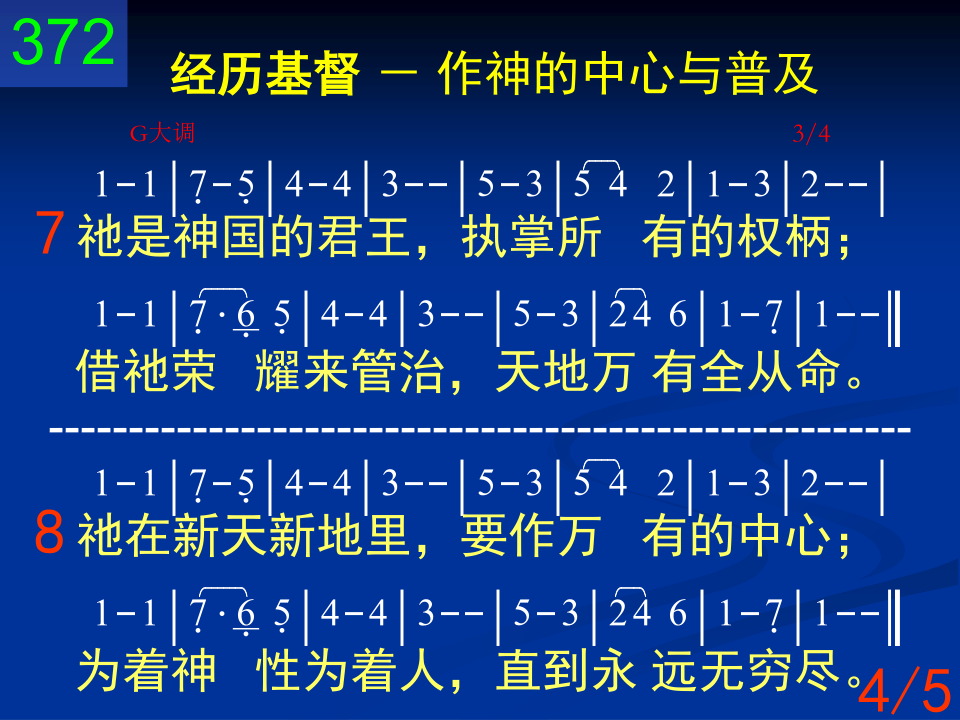 372
经历基督 － 作神的中心与普及
G大调 3/4
1-1│7̣-5̣│4-4│3--│5-3│5 4 2│1-3│2--│
7 祂是神国的君王，执掌所 有的权柄；
1-1│7̣·6̣ 5̣│4-4│3--│5-3│24 6│1-7̣│1--‖
借祂荣 耀来管治，天地万 有全从命。
------------------------------------------------------
1-1│7̣-5̣│4-4│3--│5-3│5 4 2│1-3│2--│
8 祂在新天新地里，要作万 有的中心；
1-1│7̣·6̣ 5̣│4-4│3--│5-3│24 6│1-7̣│1--‖
为着神 性为着人，直到永 远无穷尽。
4/5